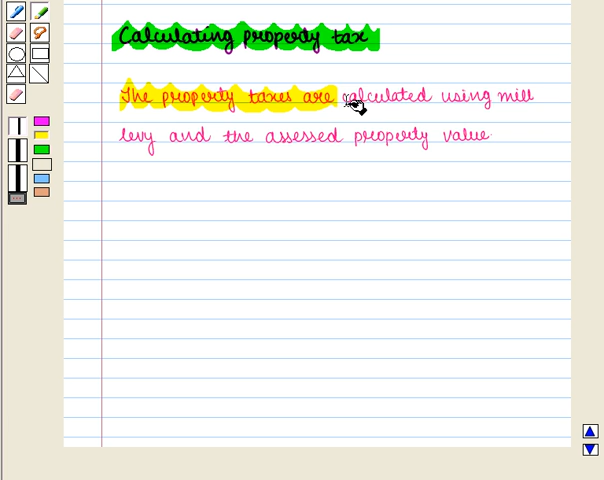 Calculating property tax
The property taxes are calculated using mill
levy and the assessed property value.